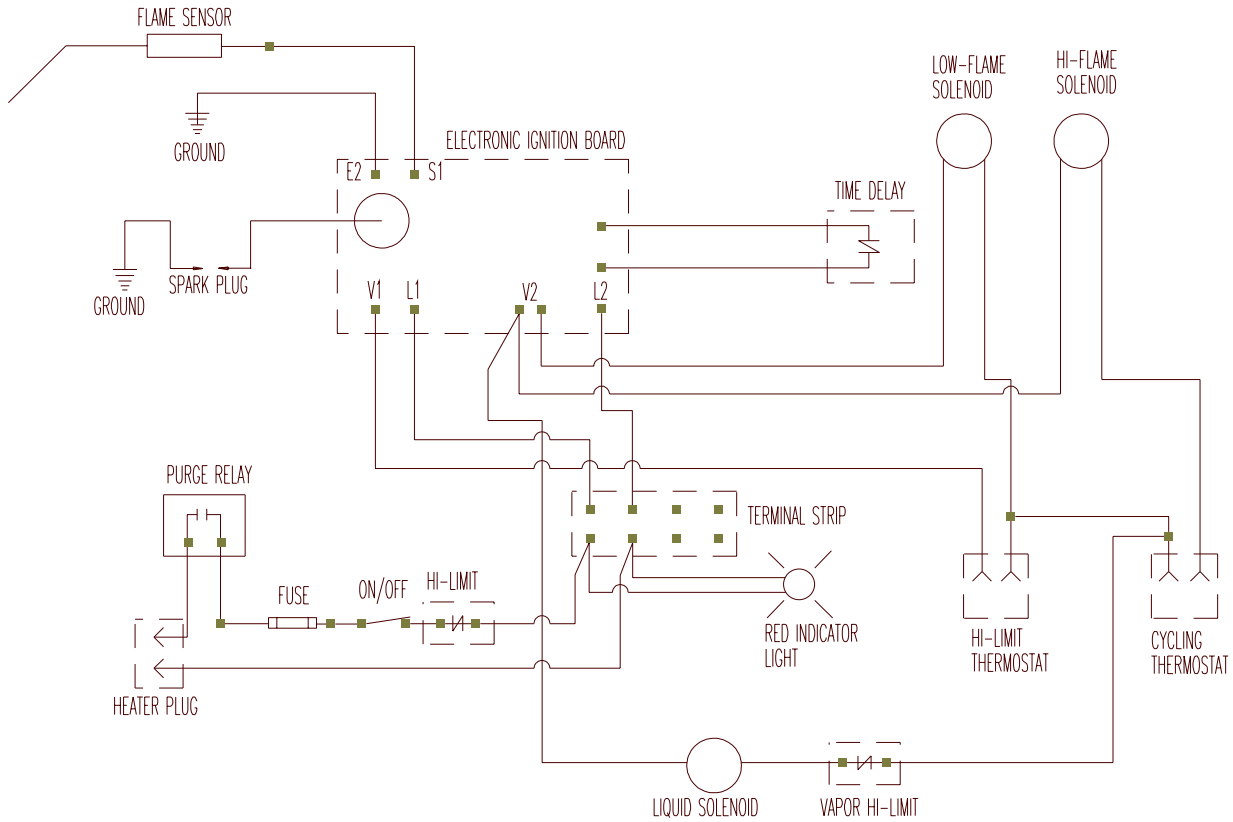 FLAME SENSOR
LOW-FLAME
SOLENOID
HI-FLAME
SOLENOID
GROUND
ELECTRONIC IGNITION BOARD
E2
S1
TIME DELAY
SPARK PLUG
GROUND
V1
L1
V2
L2
PURGE RELAY
TERMINAL STRIP
FUSE
ON/OFF
HI-LIMIT
RED INDICATOR
LIGHT
HI-LIMIT
THERMOSTAT
CYCLING
THERMOSTAT
HEATER PLUG
LIQUID SOLENOID
VAPOR HI-LIMIT